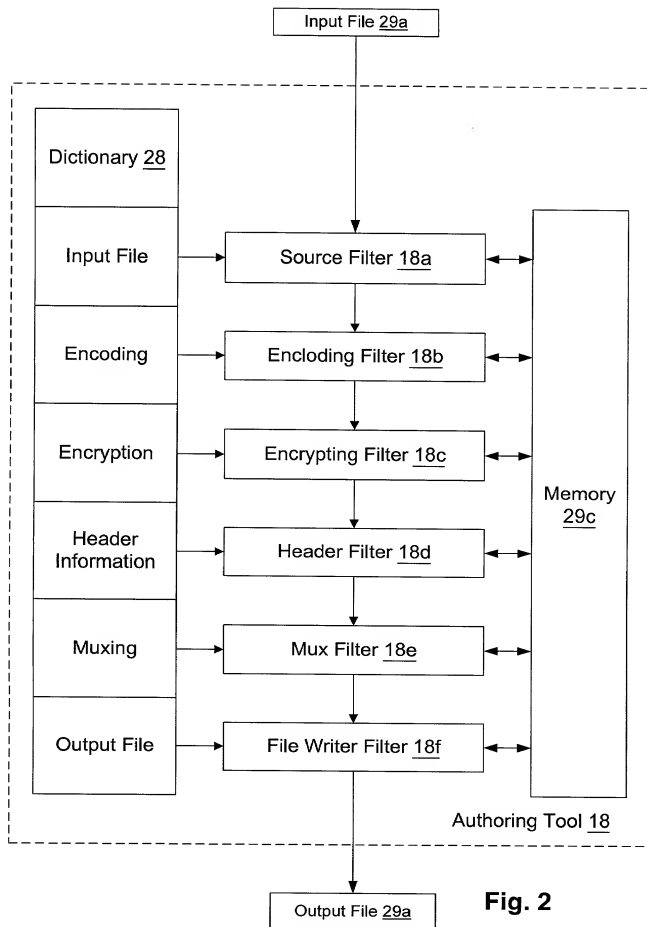 Input File 29a
Dictionary 28
Input File
Source Filter 18a
Encoding
Encloding Filter 18b
Encryption
Encrypting Filter 18c
Memory
29c
Header
Information
Header Filter 18d
Muxing
Mux Filter 18e
Output File
File Writer Filter 18f
Authoring Tool 18
Output File 29a
Fig. 2